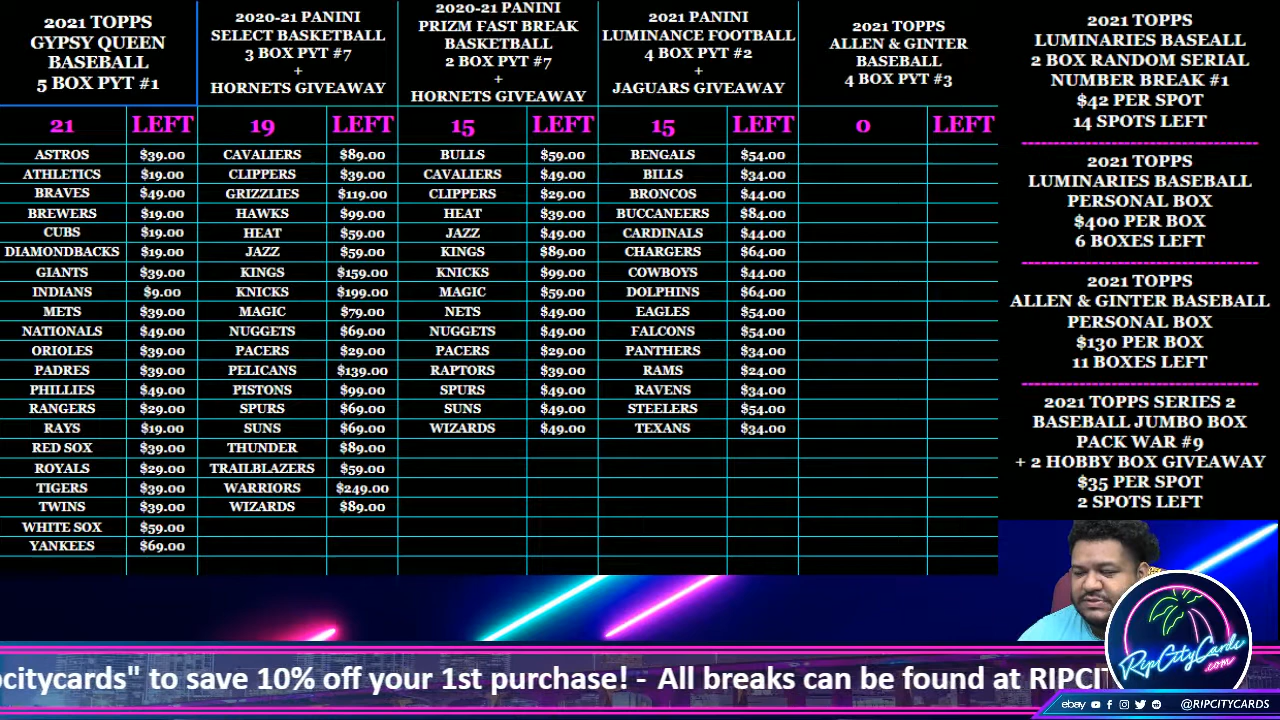 2021 TOPPS
GYPSY QUEEN
BASEBALL
5 BOX PYT #1
21 LEFT
ASTROS $39.00
ATHLETICS $19.00
BRAVES $49.00
BREWERS $19.00
CUBS $19.00
DIAMONDBACKS $19.00
GIANTS $39.00
INDIANS $9.00
METS $39.00
NATIONALS $49.00
ORIOLES $39.00
PADRES $39.00
PHILLIES $49.00
RANGERS $29.00
RAYS $19.00
RED SOX $39.00
ROYALS $29.00
TIGERS $39.00
TWINS $39.00
WHITE SOX $59.00
YANKEES $69.00
2020-21 PANINI
SELECT BASKETBALL
3 BOX PYT #7
+
HORNETS GIVEAWAY
19 LEFT
CAVALIERS $89.00
CLIPPERS $39.00
GRIZZLIES $119.00
HAWKS $99.00
HEAT $59.00
JAZZ $59.00
KINGS $159.00
KNICKS $199.00
MAGIC $79.00
NUGGETS $69.00
PACERS $29.00
PELICANS $139.00
PISTONS $99.00
SPURS $69.00
SUNS $69.00
THUNDER $89.00
TRAILBLAZERS $59.00
WARRIORS $249.00
WIZARDS $89.00
2020-21 PANINI
PRIZM FAST BREAK
BASKETBALL
2 BOX PYT #7
+
HORNETS GIVEAWAY
15 LEFT
BULLS $59.00
CAVALIERS $49.00
CLIPPERS $29.00
HEAT $39.00
JAZZ $49.00
KINGS $89.00
KNICKS $99.00
MAGIC $59.00
NETS $49.00
NUGGETS $49.00
PACERS $29.00
RAPTORS $39.00
SPURS $49.00
SUNS $49.00
WIZARDS $49.00
2021 PANINI
LUMINANCE FOOTBALL
4 BOX PYT #2
+
JAGUARS GIVEAWAY
15 LEFT
BENGALS $54.00
BILLS $34.00
BRONCOS $44.00
BUCCANEERS $84.00
CARDINALS $44.00
CHARGERS $64.00
COWBOYS $44.00
DOLPHINS $64.00
EAGLES $54.00
FALCONS $54.00
PANTHERS $34.00
RAMS $24.00
RAVENS $34.00
STEELERS $54.00
TEXANS $34.00
2021 TOPPS
ALLEN & GINTER
BASEBALL
4 BOX PYT #3
0 LEFT
2021 TOPPS
LUMINARIES BASEALL
2 BOX RANDOM SERIAL
NUMBER BREAK #1
$42 PER SPOT
14 SPOTS LEFT
2021 TOPPS
LUMINARIES BASEBALL
PERSONAL BOX
$400 PER BOX
6 BOXES LEFT
2021 TOPPS
ALLEN & GINTER BASEBALL
PERSONAL BOX
$130 PER BOX
11 BOXES LEFT
2021 TOPPS SERIES 2
BASEBALL JUMBO BOX
PACK WAR #9
+ 2 HOBBY BOX GIVEAWAY
$35 PER SPOT
2 SPOTS LEFT
RipCityCards
.com
pcitycards" to save 10% off your 1st purchase! - All breaks can be found at RIPCIT
ebay @RIPCITYCARDS